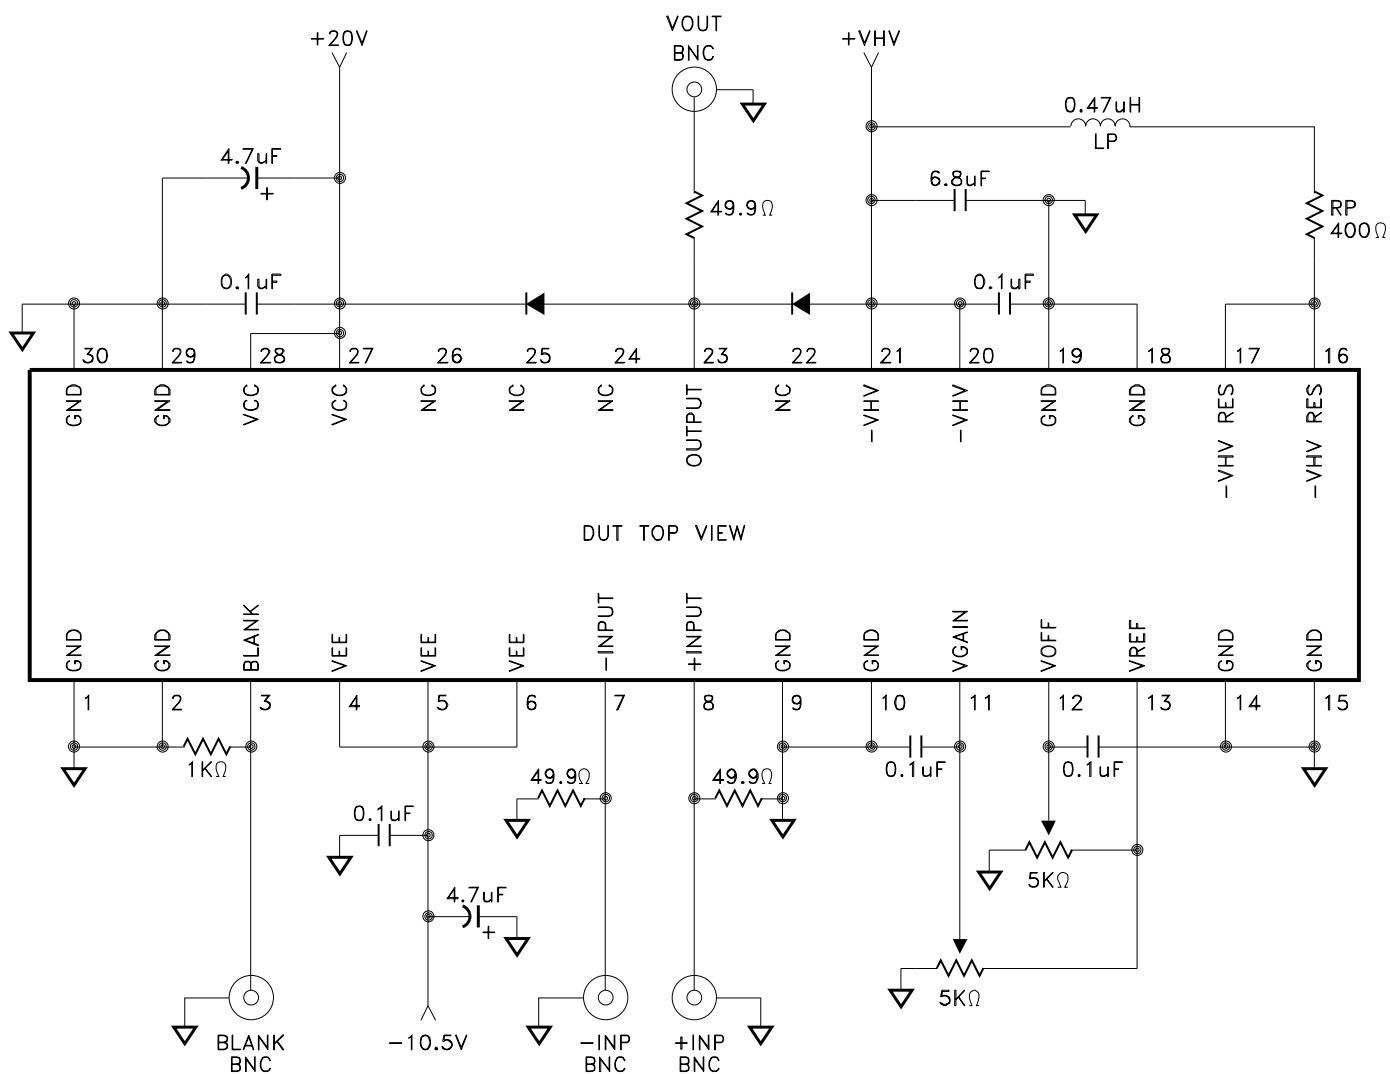 VOUT
BNC
+20V
+VHV
0.47uH
LP
4.7uF
+
6.8uF
49.9Ω
RP
400Ω
0.1uF
0.1uF
30 29 28 27 26 25 24 23 22 21 20 19 18 17 16
GND GND VCC VCC NC NC NC OUTPUT NC -VHV -VHV GND GND -VHV RES -VHV RES
DUT TOP VIEW
GND GND BLANK VEE VEE VEE -INPUT +INPUT GND GND VGAIN VOFF VREF GND GND
1 2 3 4 5 6 7 8 9 10 11 12 13 14 15
1KΩ
49.9Ω
49.9Ω
0.1uF
0.1uF
0.1uF
4.7uF
+
5KΩ
5KΩ
BLANK
BNC
-10.5V
-INP
BNC
+INP
BNC